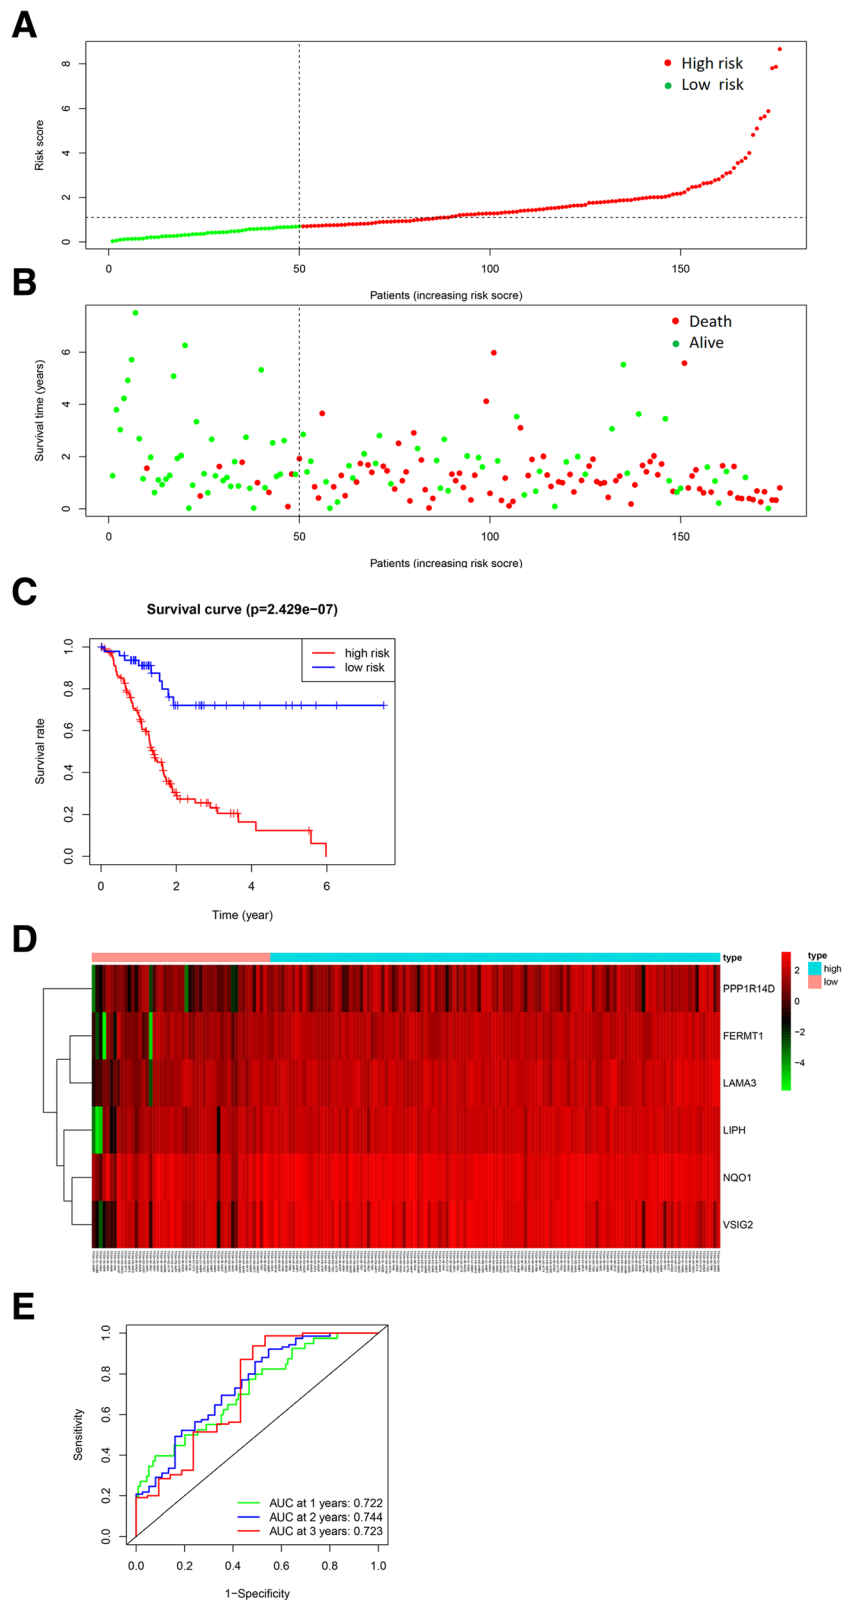 A
8
6
4
2
0
Risk score
High risk
Low risk
0 50 100 150
Patients (increasing risk socre)
B
6
4
2
0
Survival time (years)
Death
Alive
0 50 100 150
Patients (increasing risk socre)
C
Survival curve (p=2.429e−07)
high risk
low risk
1.0
0.8
0.6
0.4
0.2
0.0
Survival rate
0 2 4 6
Time (year)
D
type
PPP1R14D
FERMT1
LAMA3
LIPH
NQO1
VSIG2
2
0
−2
−4
type
high
low
E
1.0
0.8
0.6
0.4
0.2
0.0
Sensitivity
AUC at 1 years: 0.722
AUC at 2 years: 0.744
AUC at 3 years: 0.723
0.0 0.2 0.4 0.6 0.8 1.0
1−Specificity